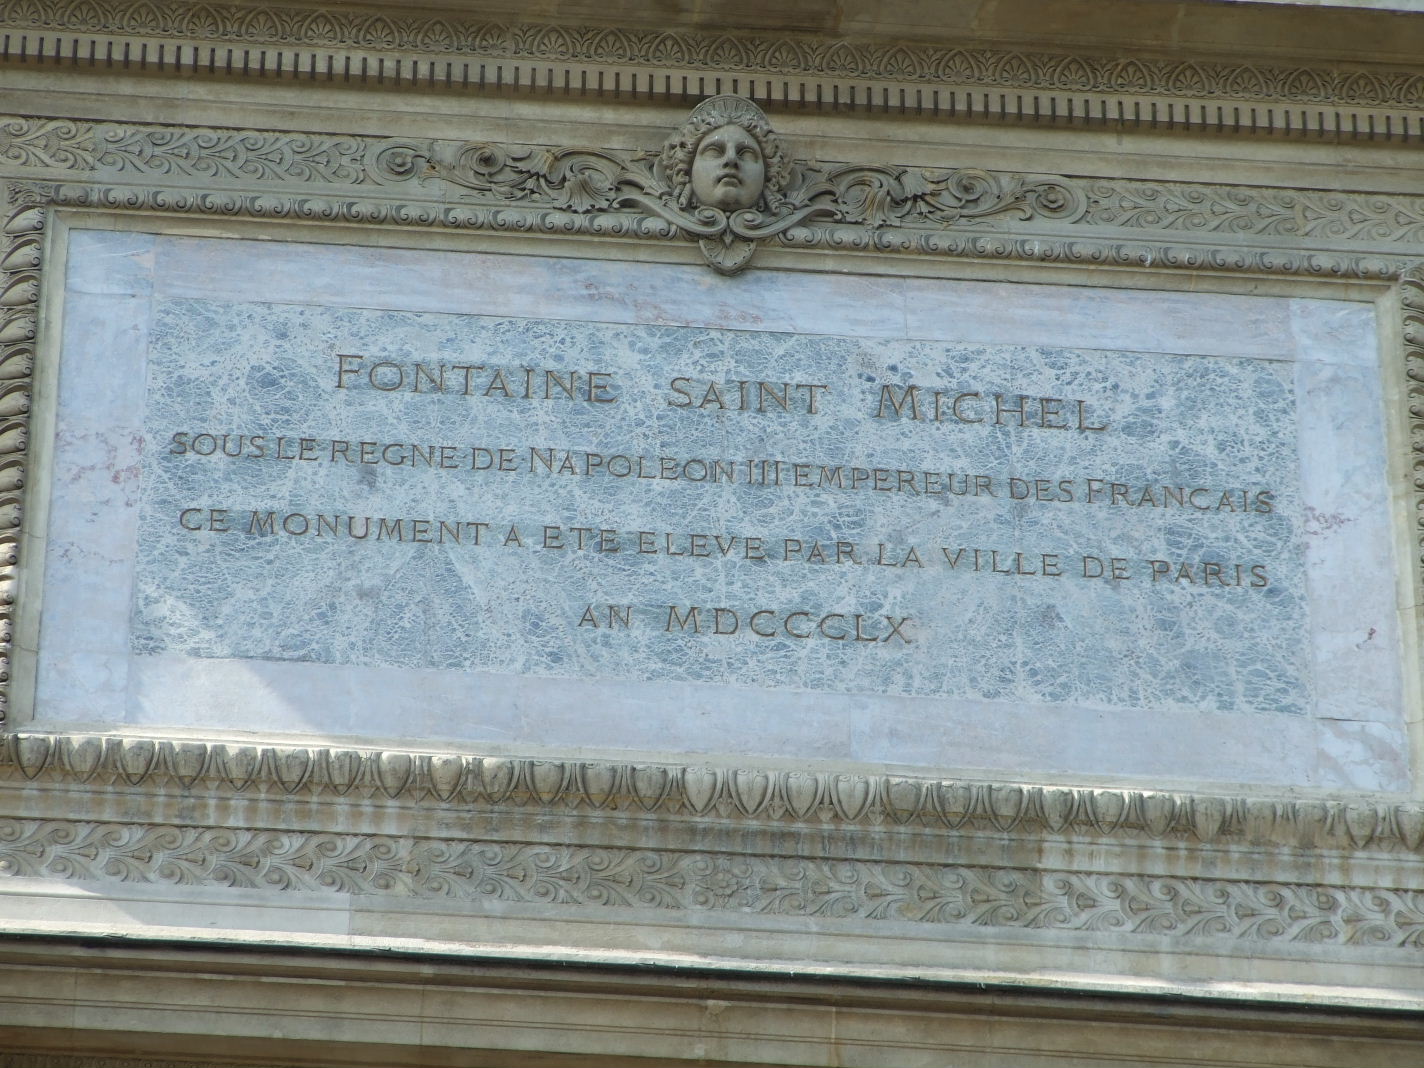 FONTAINE SAINT MICHEL
SOUS LE REGNE DE NAPOLEON III EMPEREUR DES FRANCAIS
CE MONUMENT A ETE ELEVE PAR LA VILLE DE PARIS
AN MDCCCLX